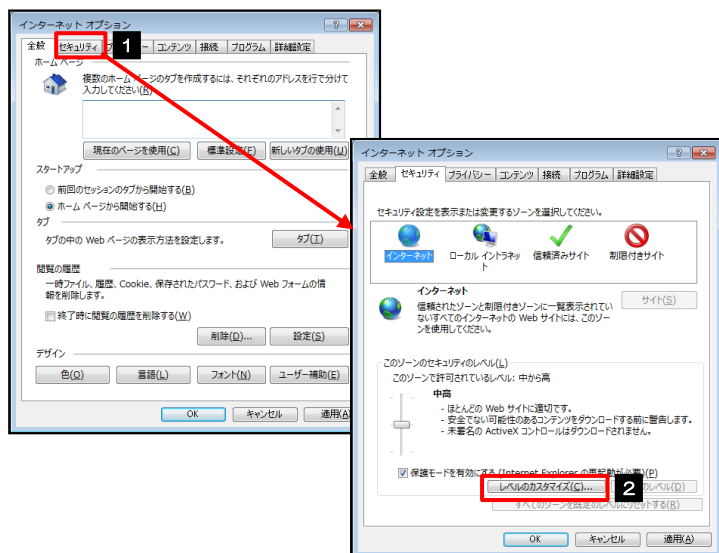 インターネット オプション
全般 セキュリティ 1 ー コンテンツ 接続 プログラム 詳細設定
ホーム ページ
複数のホーム ページのタブを作成するには、それぞれのアドレスを行で分けて
入力してください(R)
現在のページを使用(C) 標準設定(F) 新しいタブの使用(U)
スタートアップ
前回のセッションのタブから開始する(B)
ホーム ページから開始する(H)
タブ
タブの中の Web ページの表示方法を設定します。 タブ(T)
閲覧の履歴
一時ファイル、履歴、Cookie、保存されたパスワード、および Web フォームの情
報を削除します。
終了時に閲覧の履歴を削除する(W)
削除(D)... 設定(S)
デザイン
色(O) 言語(L) フォント(N) ユーザー補助(E)
OK キャンセル 適用(A)
インターネット オプション
全般 セキュリティ プライバシー コンテンツ 接続 プログラム 詳細設定
セキュリティ設定を表示または変更するゾーンを選択してください。
インターネット ローカル イントラネッ 信頼済みサイト 制限付きサイト
ト
インターネット
サイト(S)
信頼されたゾーンと制限付きゾーンに一覧表示されてい
ないすべてのインターネットの Web サイトには、このゾー
ンを使用してください。
このゾーンのセキュリティのレベル(L)
このゾーンで許可されているレベル: 中から高
中高
- ほとんどの Web サイトに適切です。
- 安全でない可能性のあるコンテンツをダウンロードする前に警告します。
- 未署名の ActiveX コントロールはダウンロードされません。
保護モードを有効にする (Internet Explorer の再起動が必要)(P)
レベルのカスタマイズ(C)... 2 のレベル(D)
すべてのゾーンを既定のレベルにリセットする(R)
OK キャンセル 適用(A)